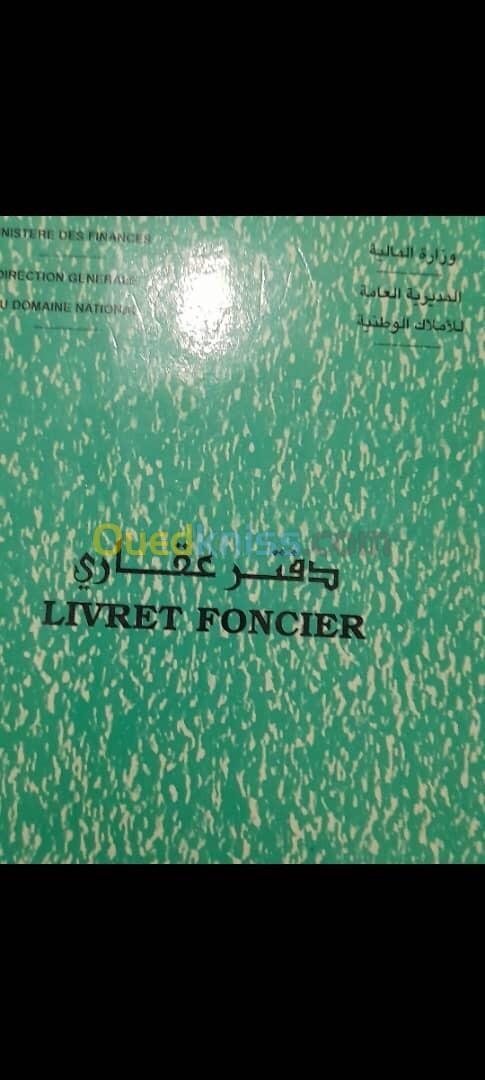 NISTERE DES FINANCES
DIRECTION GENERALE
U DOMAINE NATIONAL
وزارة المالية
المديرية العامة
للأملاك الوطنية
Ouedkniss.com
دفتر عقاري
LIVRET FONCIER